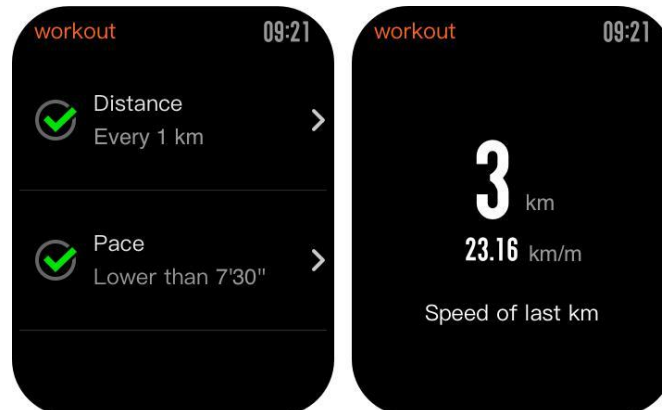 workout 09:21
Distance
Every 1 km
Pace
Lower than 7'30"
workout 09:21
3 km
23.16 km/m
Speed of last km